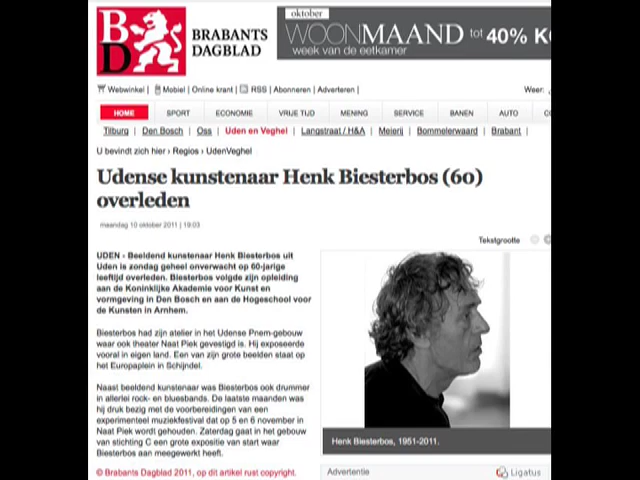 B
D
BRABANTS
DAGBLAD
oktober
WOONMAAND tot 40% K
week van de eetkamer
Webwinkel | Mobiel | Online krant | RSS | Abonneren | Adverteren |
Weer:
HOME SPORT ECONOMIE VRIJE TIJD MENING SERVICE BANEN AUTO
Tilburg | Den Bosch | Oss | Uden en Veghel | Langstraat / H&A | Meierij | Bommelerwaard | Brabant |
U bevindt zich hier › Regios › UdenVeghel
Udense kunstenaar Henk Biesterbos (60)
overleden
maandag 10 oktober 2011 | 19:03
Tekstgrootte
UDEN - Beeldend kunstenaar Henk Biesterbos uit
Uden is zondag geheel onverwacht op 60-jarige
leeftijd overleden. Biesterbos volgde zijn opleiding
aan de Koninklijke Akademie voor Kunst en
vormgeving in Den Bosch en aan de Hogeschool voor
de Kunsten in Arnhem.
Biesterbos had zijn atelier in het Udense Pnem-gebouw
waar ook theater Naat Piek gevestigd is. Hij exposeerde
vooral in eigen land. Een van zijn grote beelden staat op
het Europaplein in Schijndel.
Naast beeldend kunstenaar was Biesterbos ook drummer
in allerlei rock- en bluesbands. De laatste maanden was
hij druk bezig met de voorbereidingen van een
experimenteel muziekfestival dat op 5 en 6 november in
Naat Piek wordt gehouden. Zaterdag gaat in het gebouw
van stichting C een grote expositie van start waar
Biesterbos aan meegewerkt heeft.
© Brabants Dagblad 2011, op dit artikel rust copyright.
Henk Biesterbos, 1951-2011.
Advertentie
Ligatus